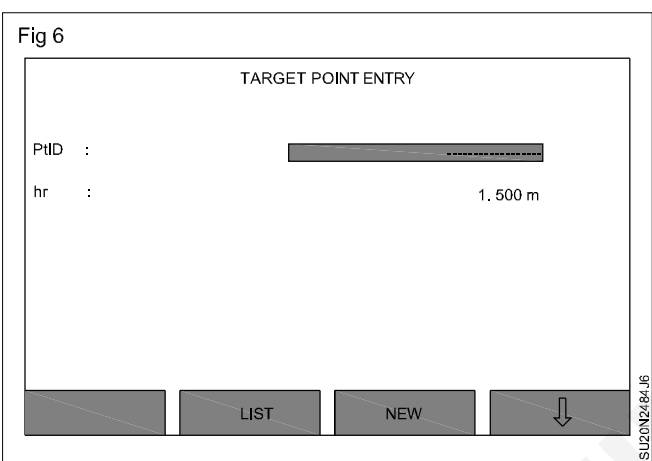 Fig 6
TARGET POINT ENTRY
PtID :
----------------
hr : 1.500 m
LIST NEW ⇩
SU20N2484J6